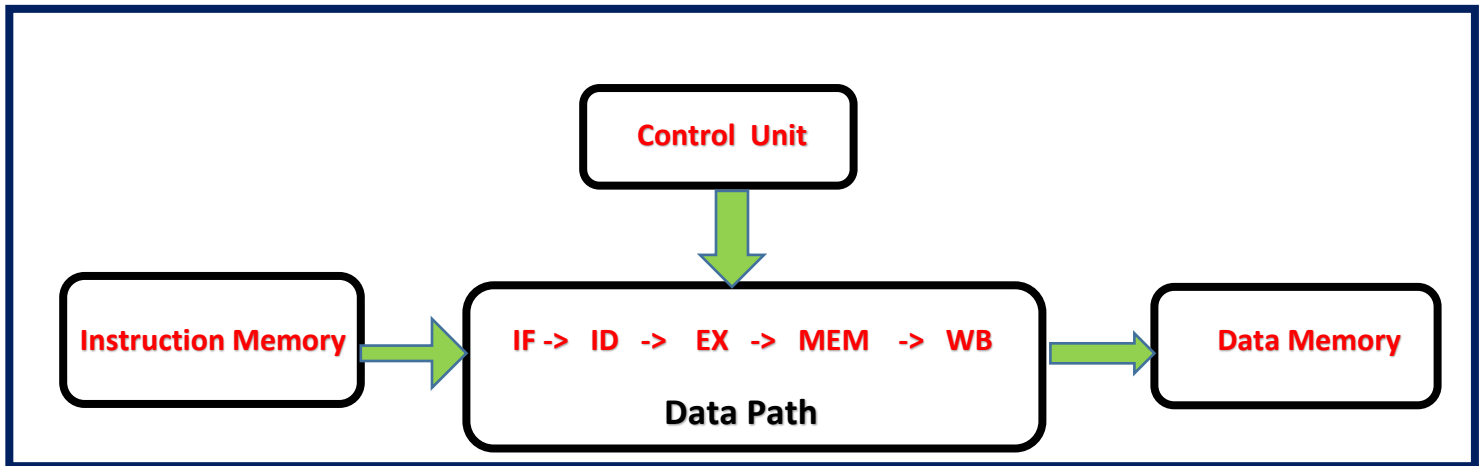 Control Unit
Instruction Memory
IF -> ID -> EX -> MEM -> WB
Data Path
Data Memory